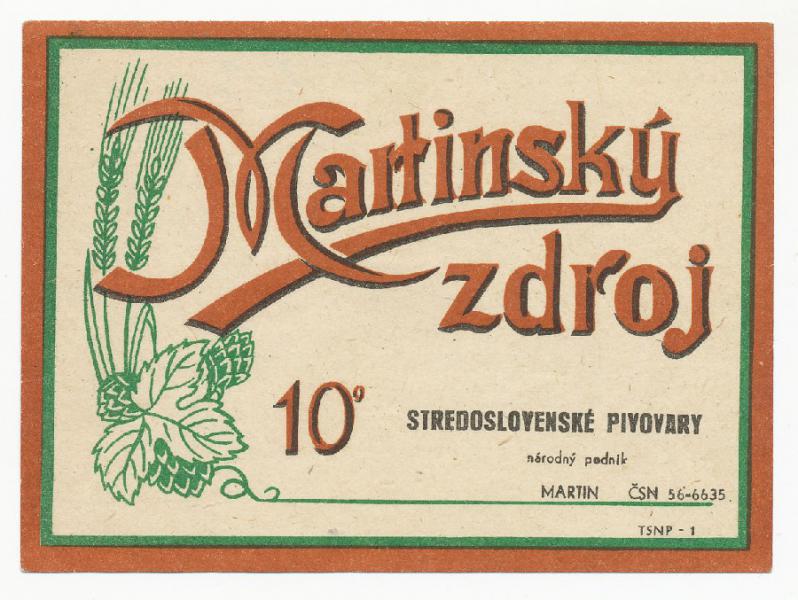 Martinský
zdroj
10°
STREDOSLOVENSKÉ PIVOVARY
národný podnik
MARTIN ČSN 56-6635
TSNP - 1